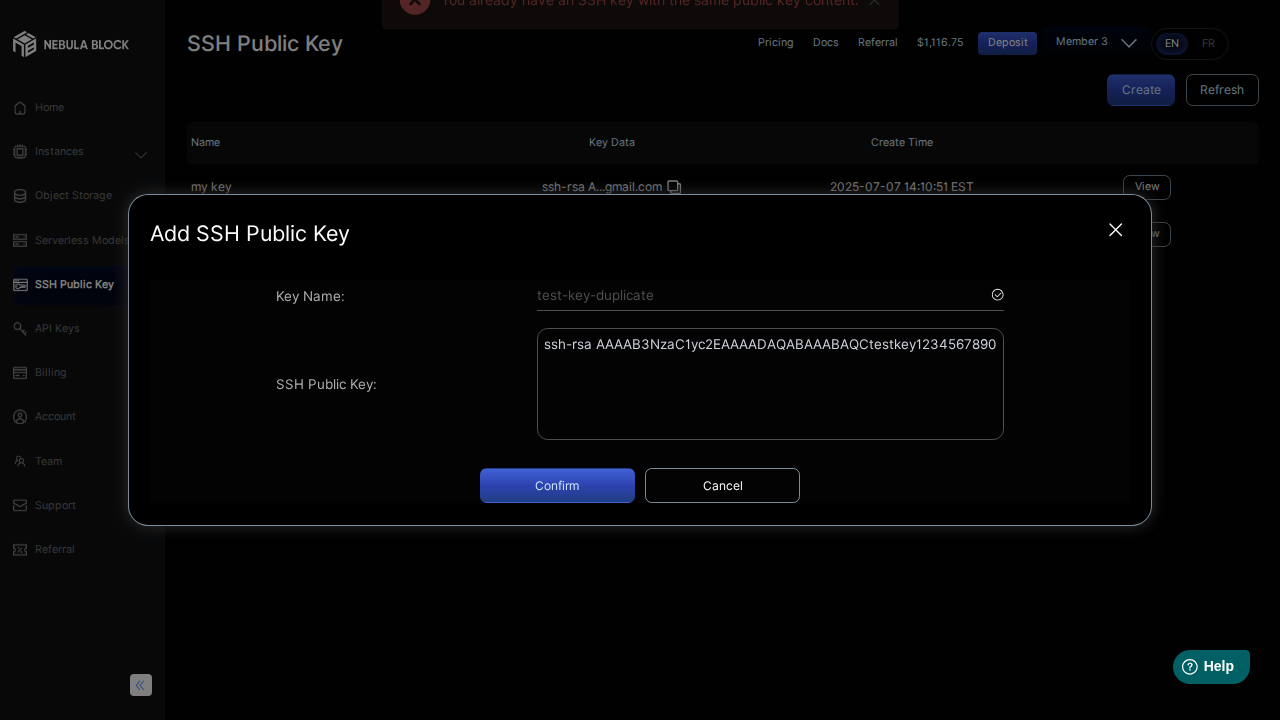 You already have an SSH key with the same public key content.
NEBULA BLOCK
SSH Public Key
Pricing
Docs
Referral
$1,116.75
Deposit
Member 3
EN
FR
Create
Refresh
Home
Instances
Object Storage
Serverless Models
SSH Public Key
API Keys
Billing
Account
Team
Support
Referral
Name
Key Data
Create Time
my key
ssh-rsa A...gmail.com
2025-07-07 14:10:51 EST
View
Add SSH Public Key
Key Name:
test-key-duplicate
SSH Public Key:
ssh-rsa AAAAB3NzaC1yc2EAAAADAQABAAABAQCtestkey1234567890
Confirm
Cancel
Help